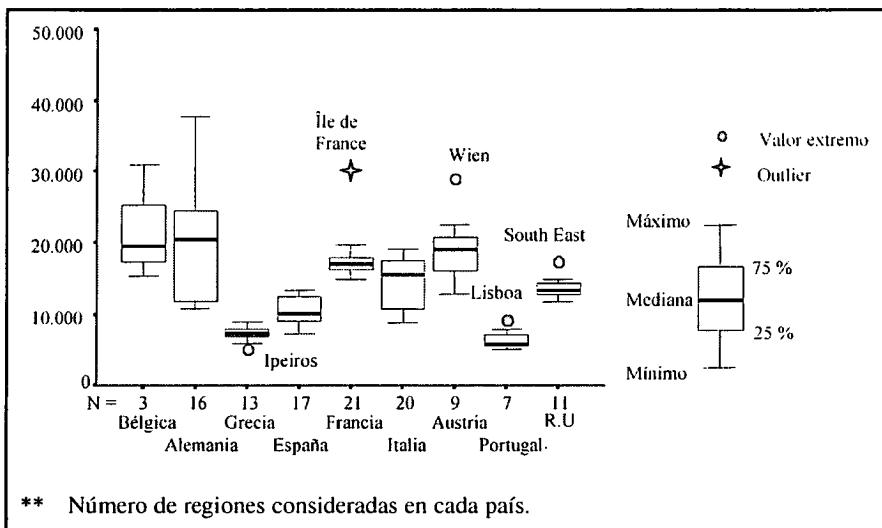 50.000
40.000
30.000
20.000
10.000
0
Île de
France
Wien
South East
Lisboa
Ipeiros
Valor extremo
Outlier
Máximo
75 %
Mediana
25 %
Mínimo
N = 3 16 13 17 21 20 9 7 11
Bélgica Grecia Francia Austria R.U
Alemania España Italia Portugal.
** Número de regiones consideradas en cada país.